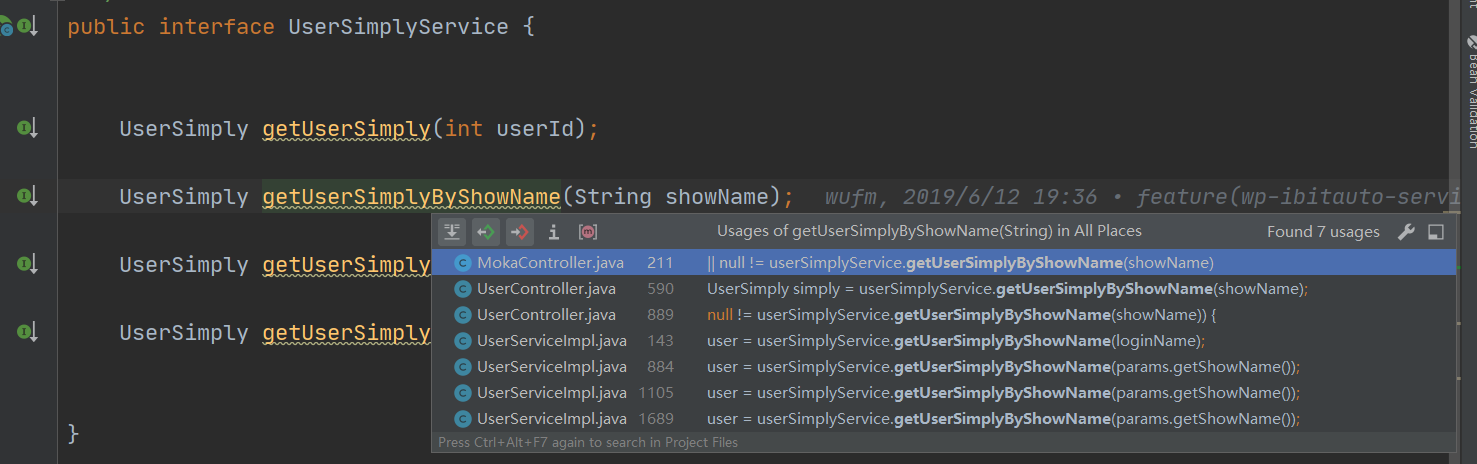 public interface UserSimplyService {
UserSimply getUserSimply(int userId);
UserSimply getUserSimplyByShowName(String showName); wufm, 2019/6/12 19:36 • feature(wp-ibitauto-servi
Usages of getUserSimplyByShowName(String) in All Places Found 7 usages
UserSimply getUserSimply
MokaController.java 211 || null != userSimplyService.getUserSimplyByShowName(showName)
UserController.java 590 UserSimply simply = userSimplyService.getUserSimplyByShowName(showName);
UserController.java 889 null != userSimplyService.getUserSimplyByShowName(showName)) {
UserSimply getUserSimply
UserServiceImpl.java 143 user = userSimplyService.getUserSimplyByShowName(loginName);
UserServiceImpl.java 884 user = userSimplyService.getUserSimplyByShowName(params.getShowName());
UserServiceImpl.java 1105 user = userSimplyService.getUserSimplyByShowName(params.getShowName());
UserServiceImpl.java 1689 user = userSimplyService.getUserSimplyByShowName(params.getShowName());
Press Ctrl+Alt+F7 again to search in Project Files
}
Bean Validation